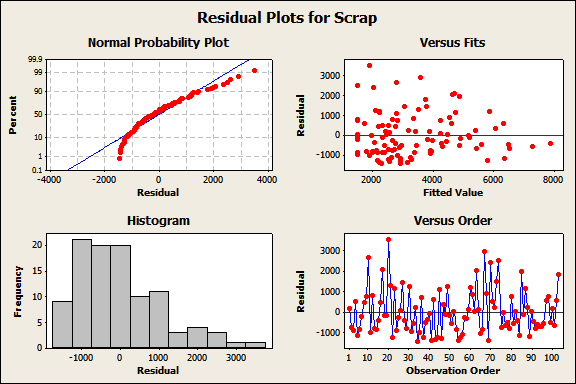 Residual Plots for Scrap
Normal Probability Plot
99.9
99
90
50
10
1
0.1
Percent
-4000 -2000 0 2000 4000
Residual
Versus Fits
3000
2000
1000
0
-1000
Residual
2000 4000 6000 8000
Fitted Value
Histogram
20
15
10
5
0
Frequency
-1000 0 1000 2000 3000
Residual
Versus Order
3000
2000
1000
0
-1000
Residual
1 10 20 30 40 50 60 70 80 90 100
Observation Order